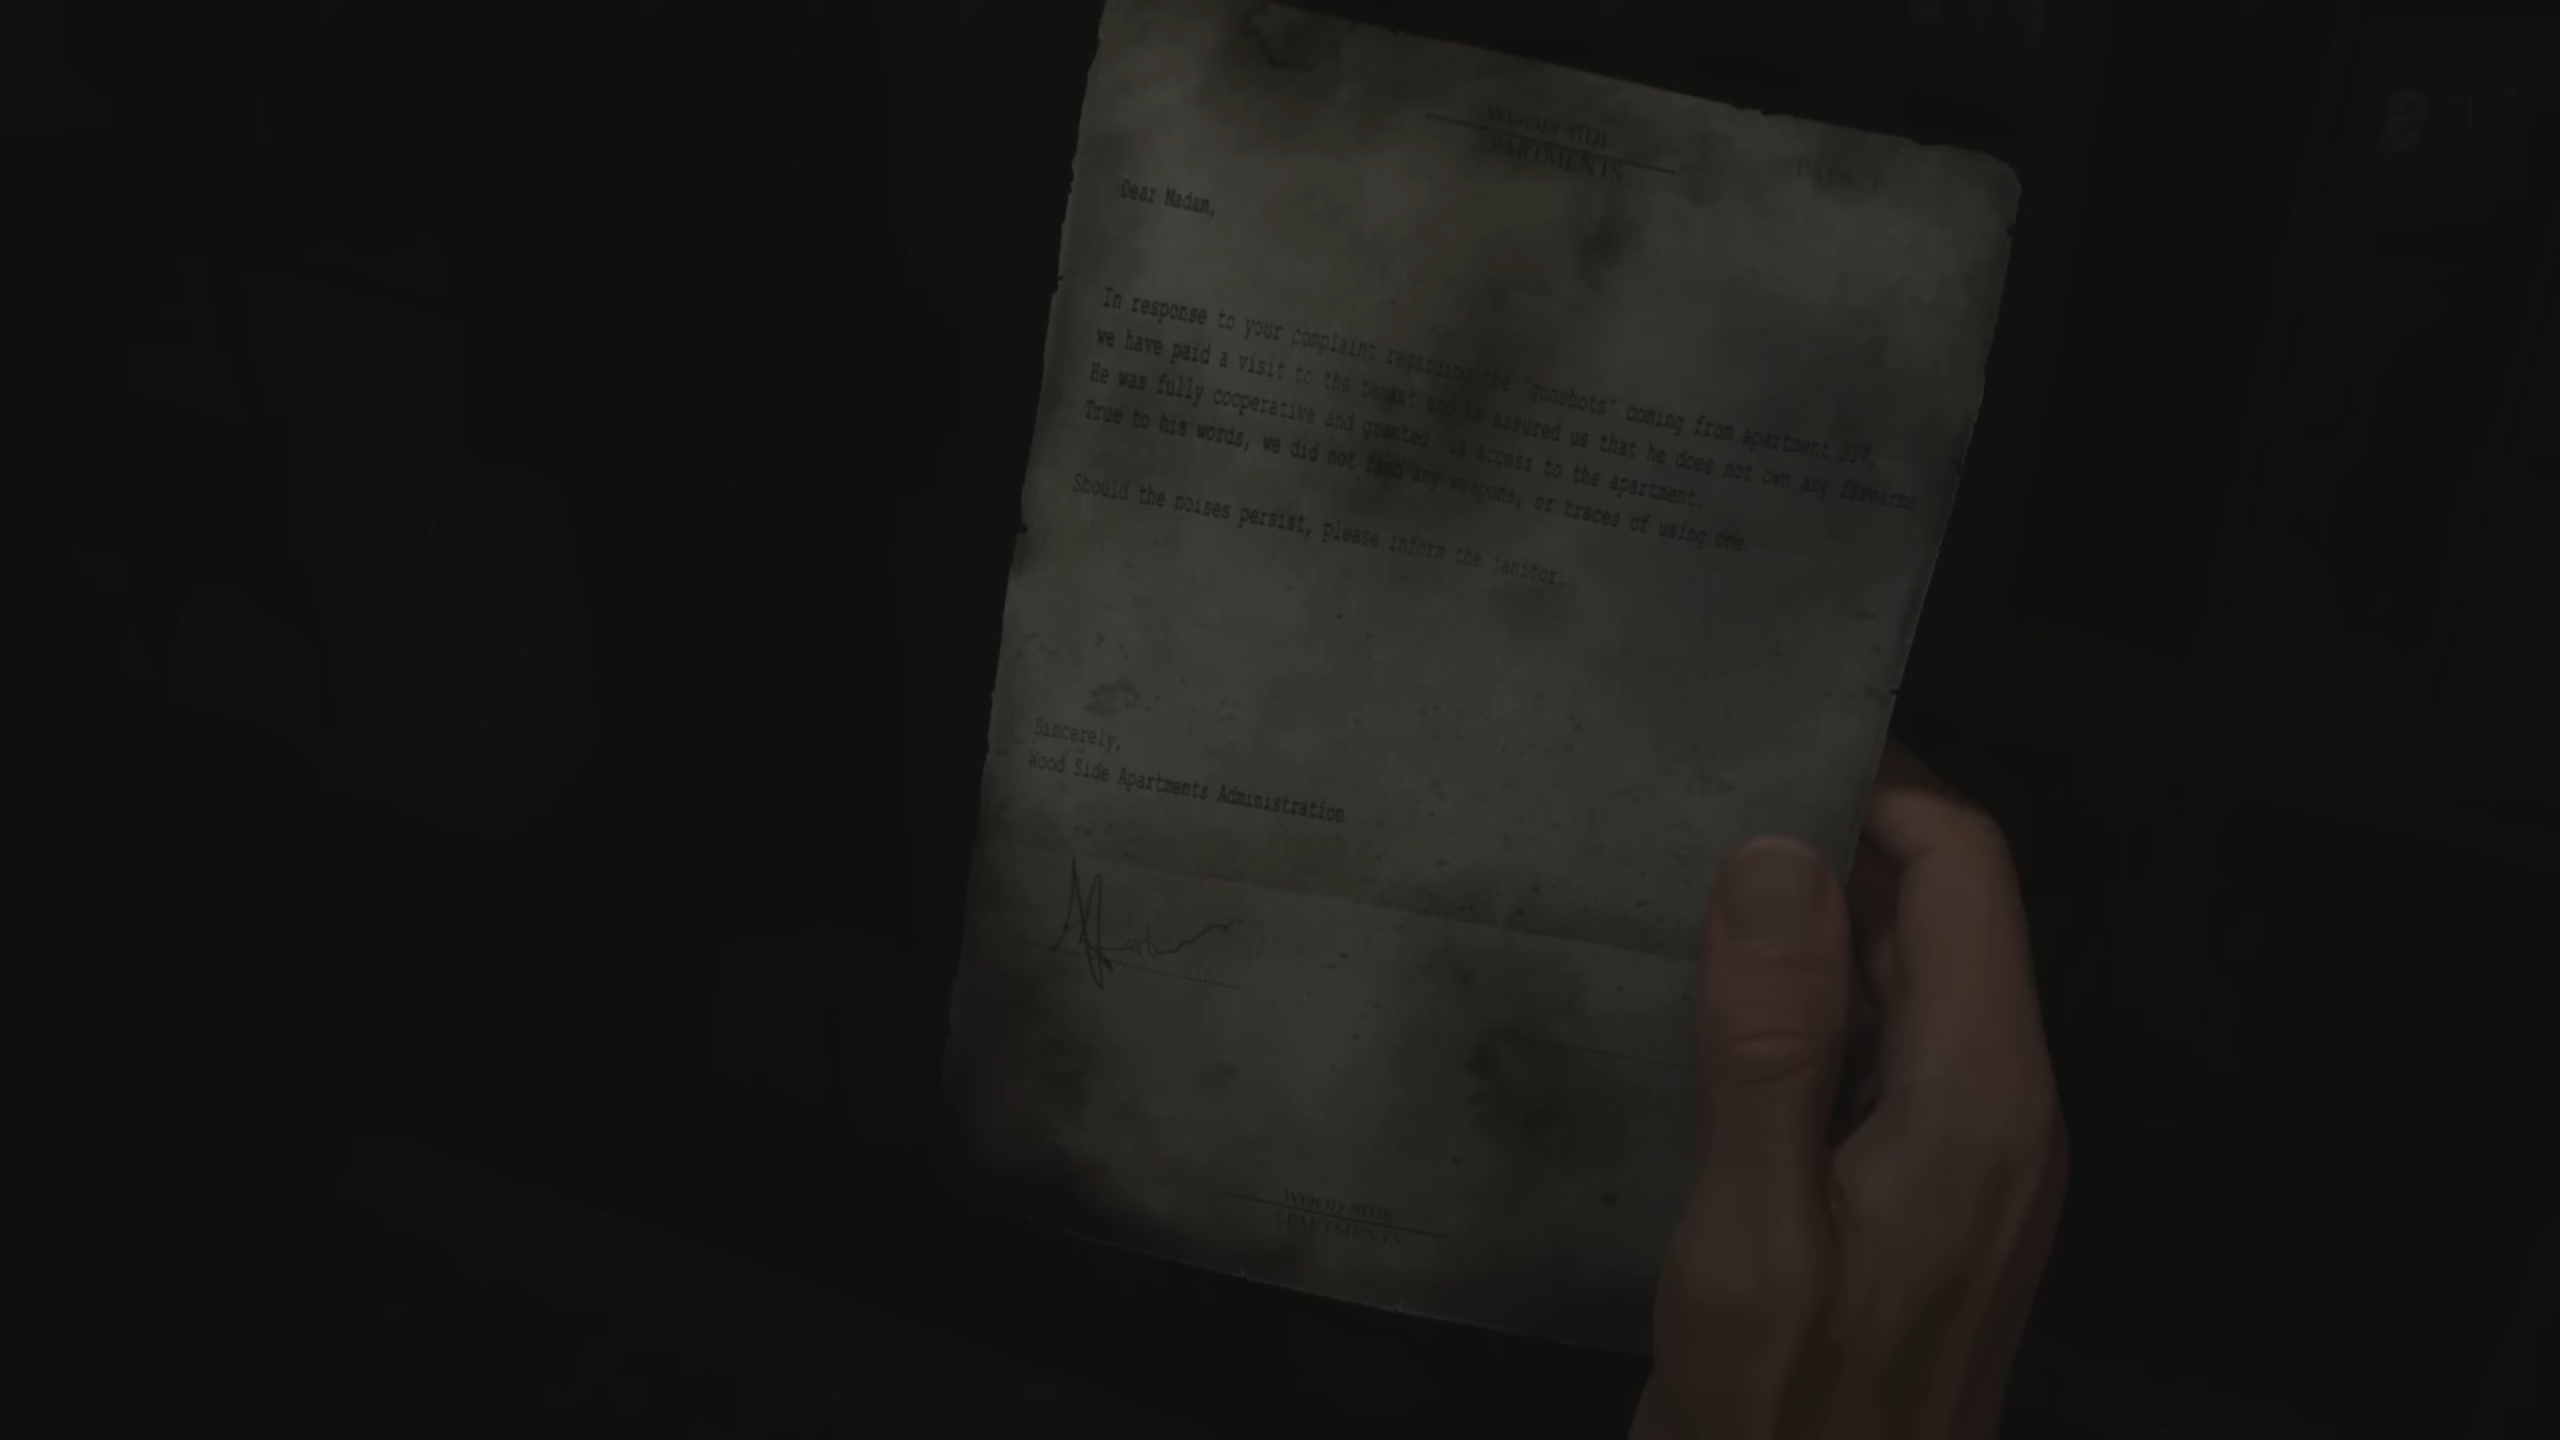 WOOD SIDE
APARTMENTS
Date
Dear Madam,
In response to your complaint regarding the "gunshots" coming from apartment 217,
we have paid a visit to the tenant and he assured us that he does not own any firearms
He was fully cooperative and granted us access to the apartment.
True to his words, we did not find any weapons, or traces of using one.
Should the noises persist, please inform the janitor.
Sincerely,
Wood Side Apartments Administration
WOOD SIDE
APARTMENTS